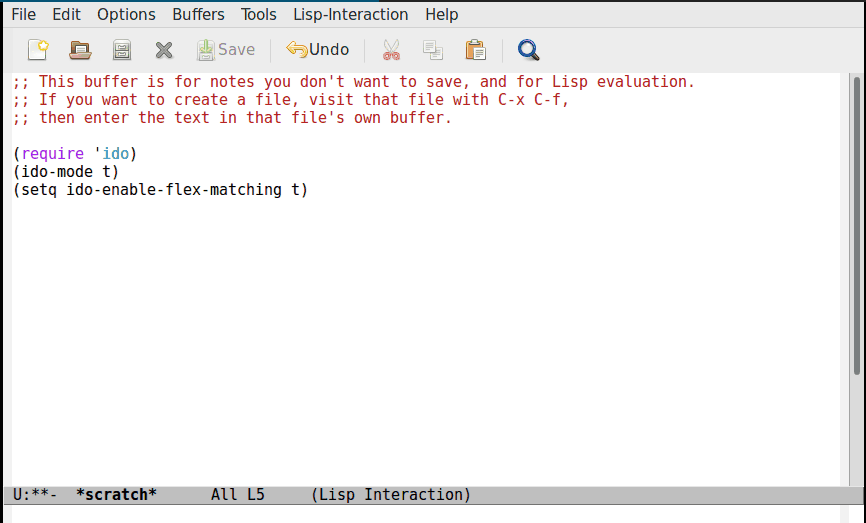 File Edit Options Buffers Tools Lisp-Interaction Help
Save Undo
;; This buffer is for notes you don't want to save, and for Lisp evaluation.
;; If you want to create a file, visit that file with C-x C-f,
;; then enter the text in that file's own buffer.
(require 'ido)
(ido-mode t)
(setq ido-enable-flex-matching t)
U:**-  *scratch*      All L5     (Lisp Interaction)